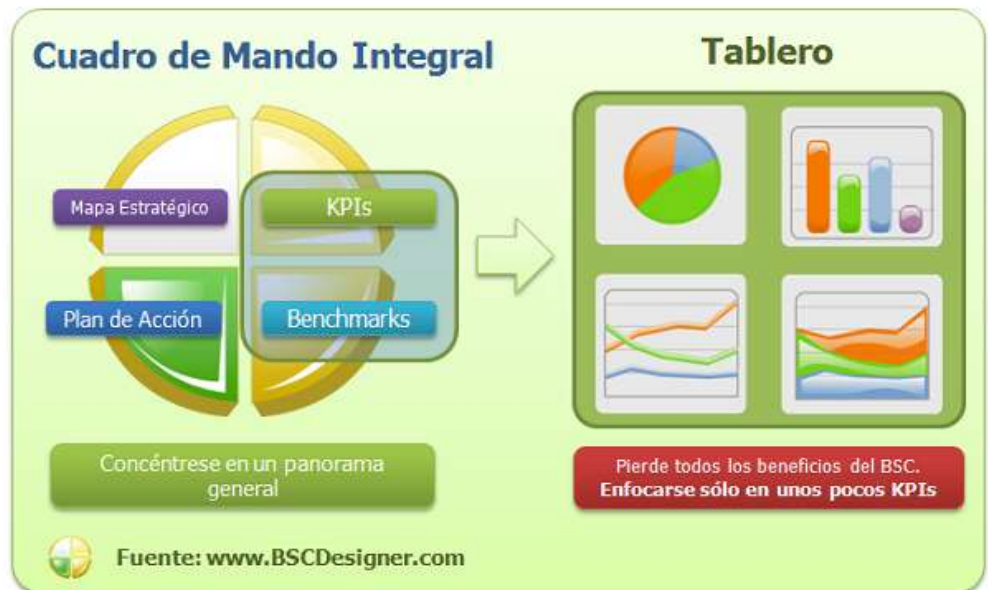 Cuadro de Mando Integral
Tablero
Mapa Estratégico
KPIs
Plan de Acción
Benchmarks
Concéntrese en un panorama
general
Pierde todos los beneficios del BSC.
Enfocarse sólo en unos pocos KPIs
Fuente: www.BSCDesigner.com